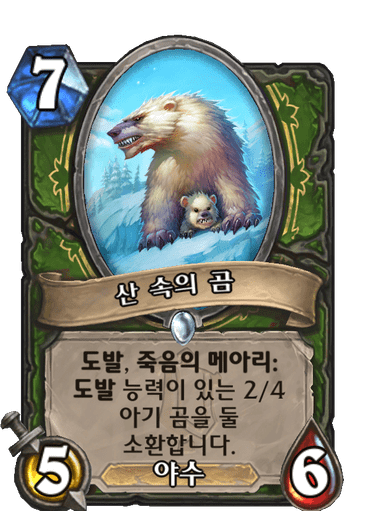 7
산 속의 곰
도발, 죽음의 메아리:
도발 능력이 있는 2/4
아기 곰을 둘
소환합니다.
야수
5
6